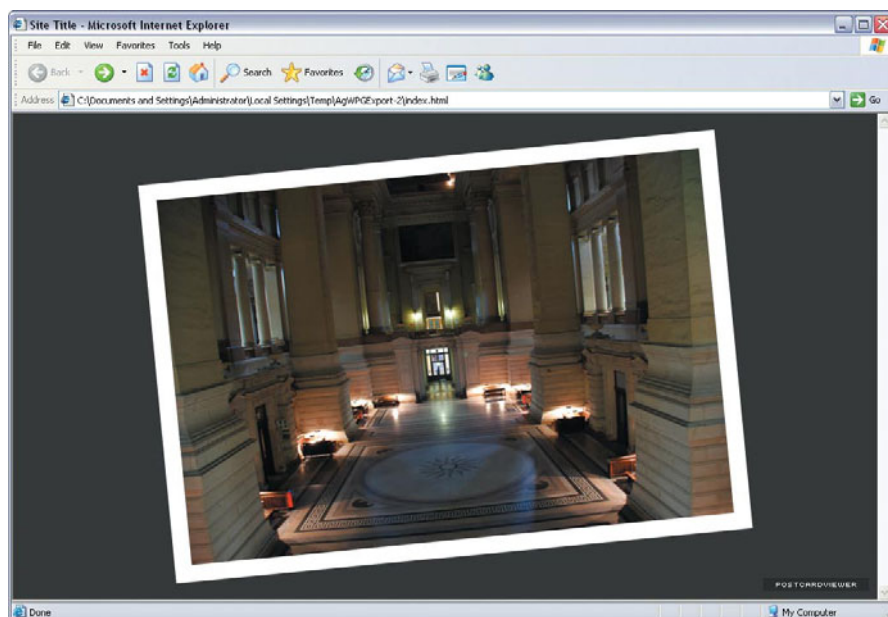 Site Title - Microsoft Internet Explorer
File Edit View Favorites Tools Help
Back Search Favorites
Address C:\Documents and Settings\Administrator\Local Settings\Temp\AgWPGExport-2\index.html Go
POSTCARDVIEWER
Done My Computer